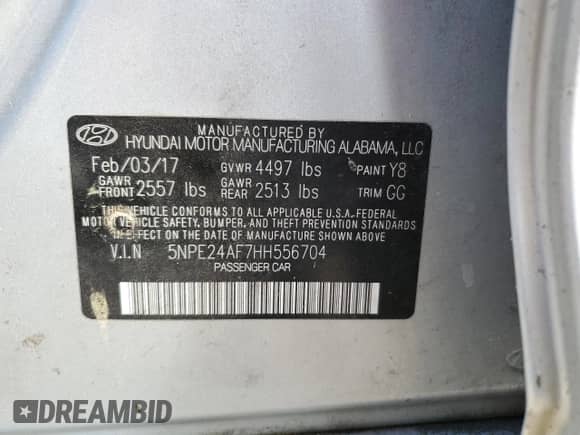 MANUFACTURED BY
HYUNDAI MOTOR MANUFACTURING ALABAMA, LLC
Feb/03/17 GVWR 4497 lbs PAINT Y8
GAWR FRONT 2557 lbs GAWR REAR 2513 lbs TRIM GG
THIS VEHICLE CONFORMS TO ALL APPLICABLE U.S.A. FEDERAL
MOTOR VEHICLE SAFETY, BUMPER, AND THEFT PREVENTION STANDARDS
IN EFFECT ON THE DATE OF MANUFACTURE SHOWN ABOVE.
V.I.N 5NPE24AF7HH556704
PASSENGER CAR
DREAMBID